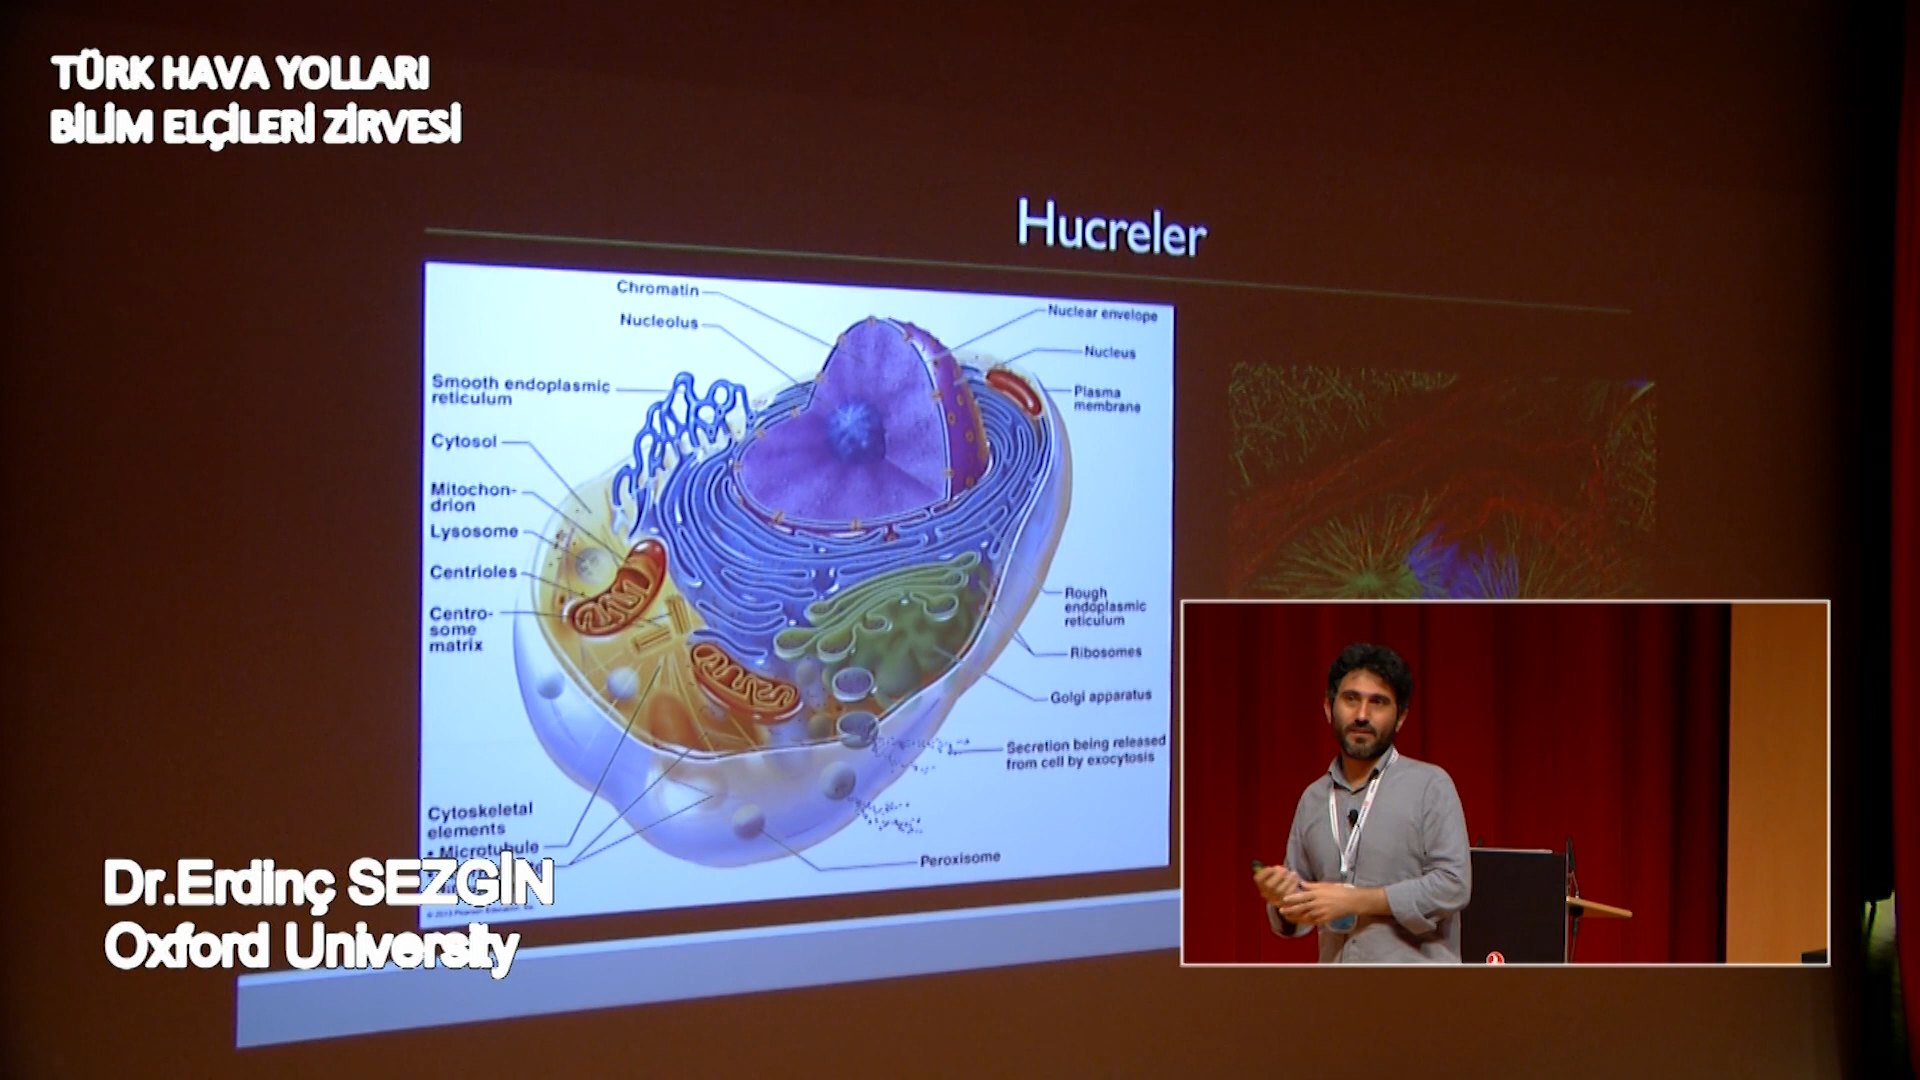 TÜRK HAVA YOLLARI
BİLİM ELÇİLERİ ZİRVESİ
Hucreler
Chromatin
Nucleolus
Smooth endoplasmic
reticulum
Cytosol
Mitochon-
drion
Lysosome
Centrioles
Centro-
some
matrix
Cytoskeletal
elements
• Microtubule
Nuclear envelope
Nucleus
Plasma
membrane
Rough
endoplasmic
reticulum
Ribosomes
Golgi apparatus
Secretion being released
from cell by exocytosis
Peroxisome
Dr.Erdinç SEZGİN
Oxford University